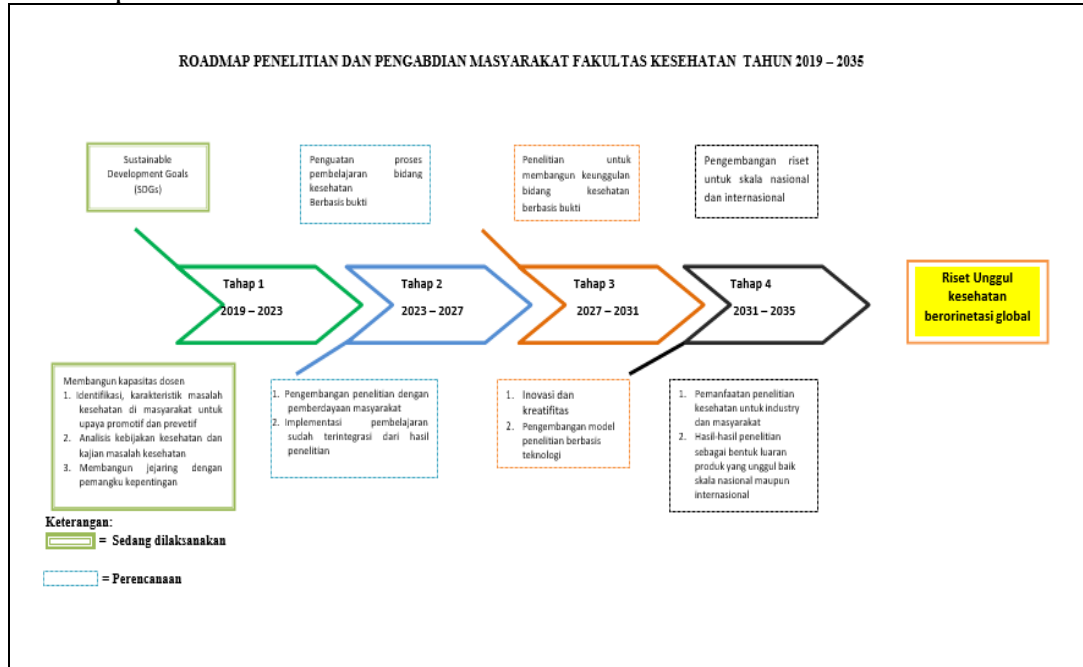 ROADMAP PENELITIAN DAN PENGABDIAN MASYARAKAT FAKULTAS KESEHATAN TAHUN 2019 – 2035
Sustainable
Development Goals
(SDGs)
Penguatan proses
pembelajaran bidang
kesehatan
Berbasis bukti
Penelitian untuk
membangun keunggulan
bidang kesehatan
berbasis bukti
Pengembangan riset
untuk skala nasional
dan internasional
Tahap 1
2019 – 2023
Tahap 2
2023 – 2027
Tahap 3
2027 – 2031
Tahap 4
2031 – 2035
Riset Unggul
kesehatan
berorinetasi global
Membangun kapasitas dosen
1. Identifikasi, karakteristik masalah
kesehatan di masyarakat untuk
upaya promotif dan prevetif
2. Analisis kebijakan kesehatan dan
kajian masalah kesehatan
3. Membangun jejaring dengan
pemangku kepentingan
1. Pengembangan penelitian dengan
pemberdayaan masyarakat
2. Implementasi pembelajaran
sudah terintegrasi dari hasil
penelitian
1. Inovasi dan
kreatifitas
2. Pengembangan model
penelitian berbasis
teknologi
1. Pemanfaatan penelitian
kesehatan untuk industry
dan masyarakat
2. Hasil-hasil penelitian
sebagai bentuk luaran
produk yang unggul baik
skala nasional maupun
internasional
Keterangan:
= Sedang dilaksanakan
= Perencanaan